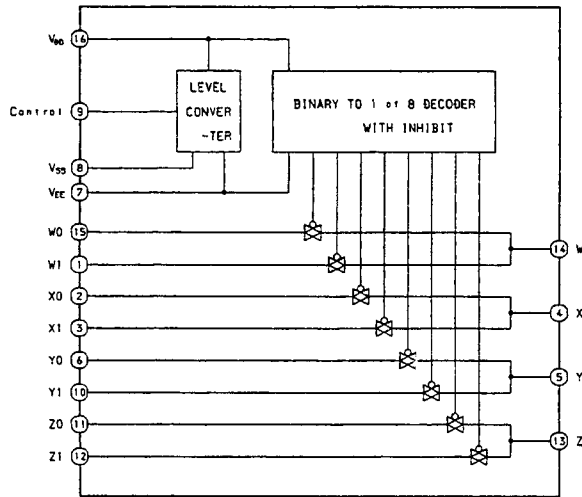 VDD 16
LEVEL
CONVER
-TER
BINARY TO 1 of 8 DECODER
WITH INHIBIT
Control 9
VSS 8
VEE 7
W0 15
14 W
W1 1
X0 2
4 X
X1 3
Y0 6
5 Y
Y1 10
Z0 11
13 Z
Z1 12